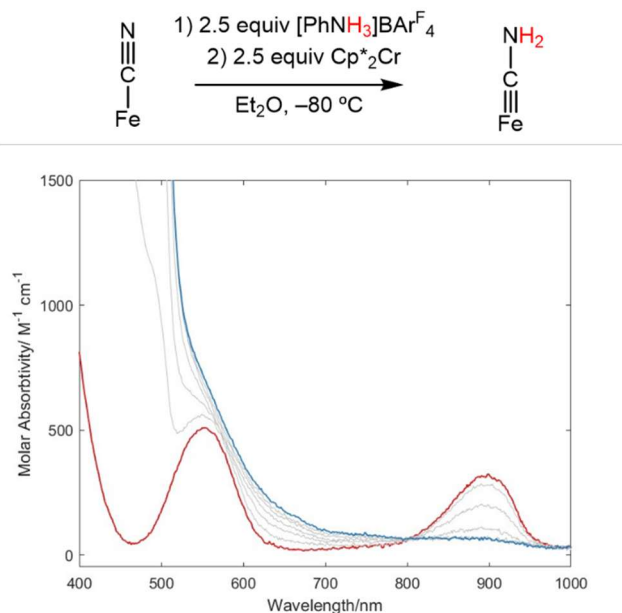 N
C
Fe
1) 2.5 equiv [PhNH3]BArF4
2) 2.5 equiv Cp*2Cr
Et2O, –80 ºC
NH2
C
Fe
1500
1000
500
0
Molar Absorbtivity/ M-1 cm-1
400 500 600 700 800 900 1000
Wavelength/nm